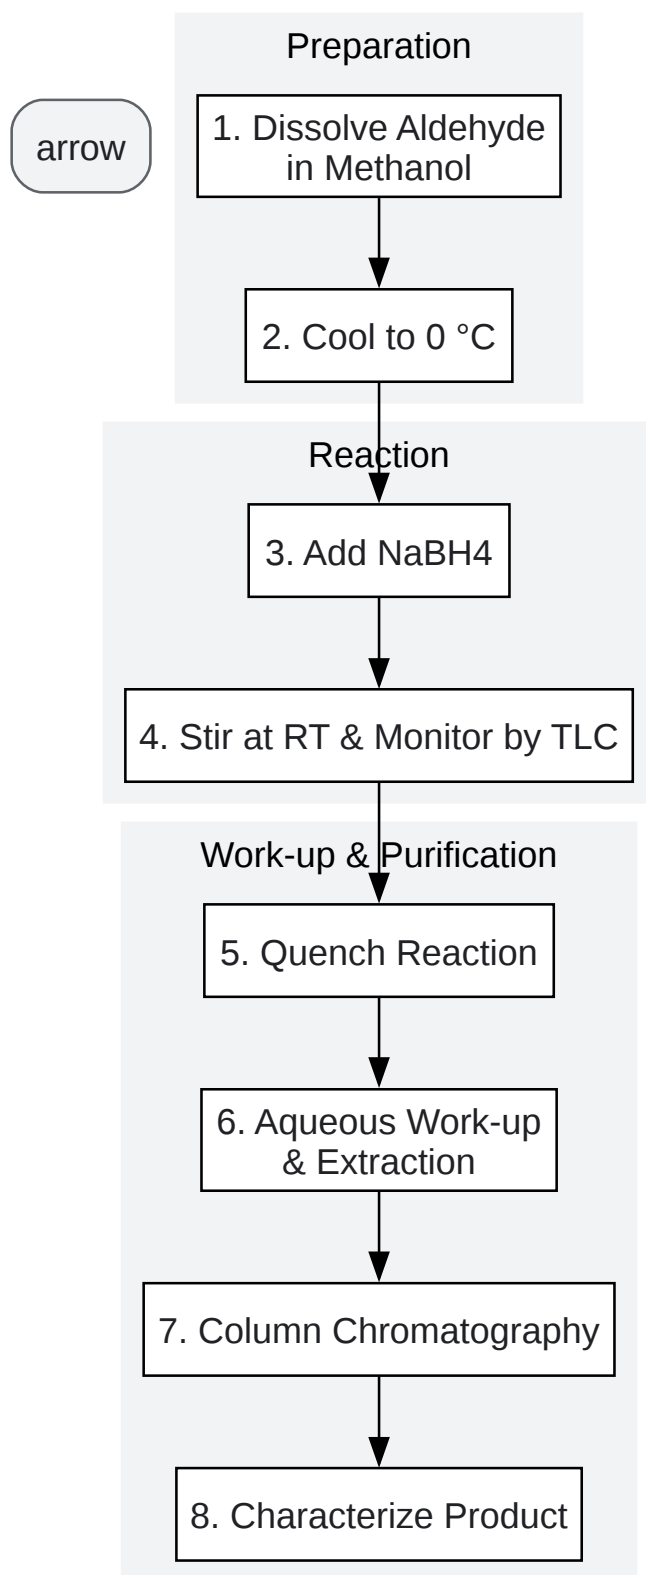 Preparation
arrow
1. Dissolve Aldehyde
in Methanol
2. Cool to 0 °C
Reaction
3. Add NaBH4
4. Stir at RT & Monitor by TLC
Work-up & Purification
5. Quench Reaction
6. Aqueous Work-up
& Extraction
7. Column Chromatography
8. Characterize Product